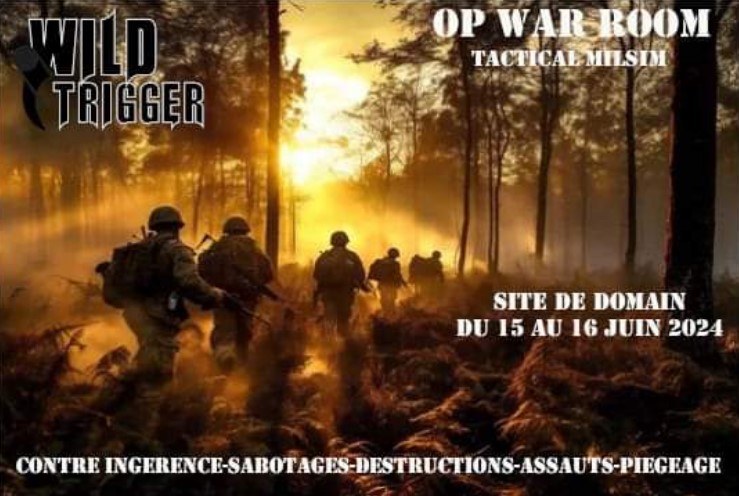 WILD
TRIGGER
OP WAR ROOM
TACTICAL MILSIM
SITE DE DOMAIN
DU 15 AU 16 JUIN 2024
CONTRE INGERENCE-SABOTAGES-DESTRUCTIONS-ASSAUTS-PIEGEAGE